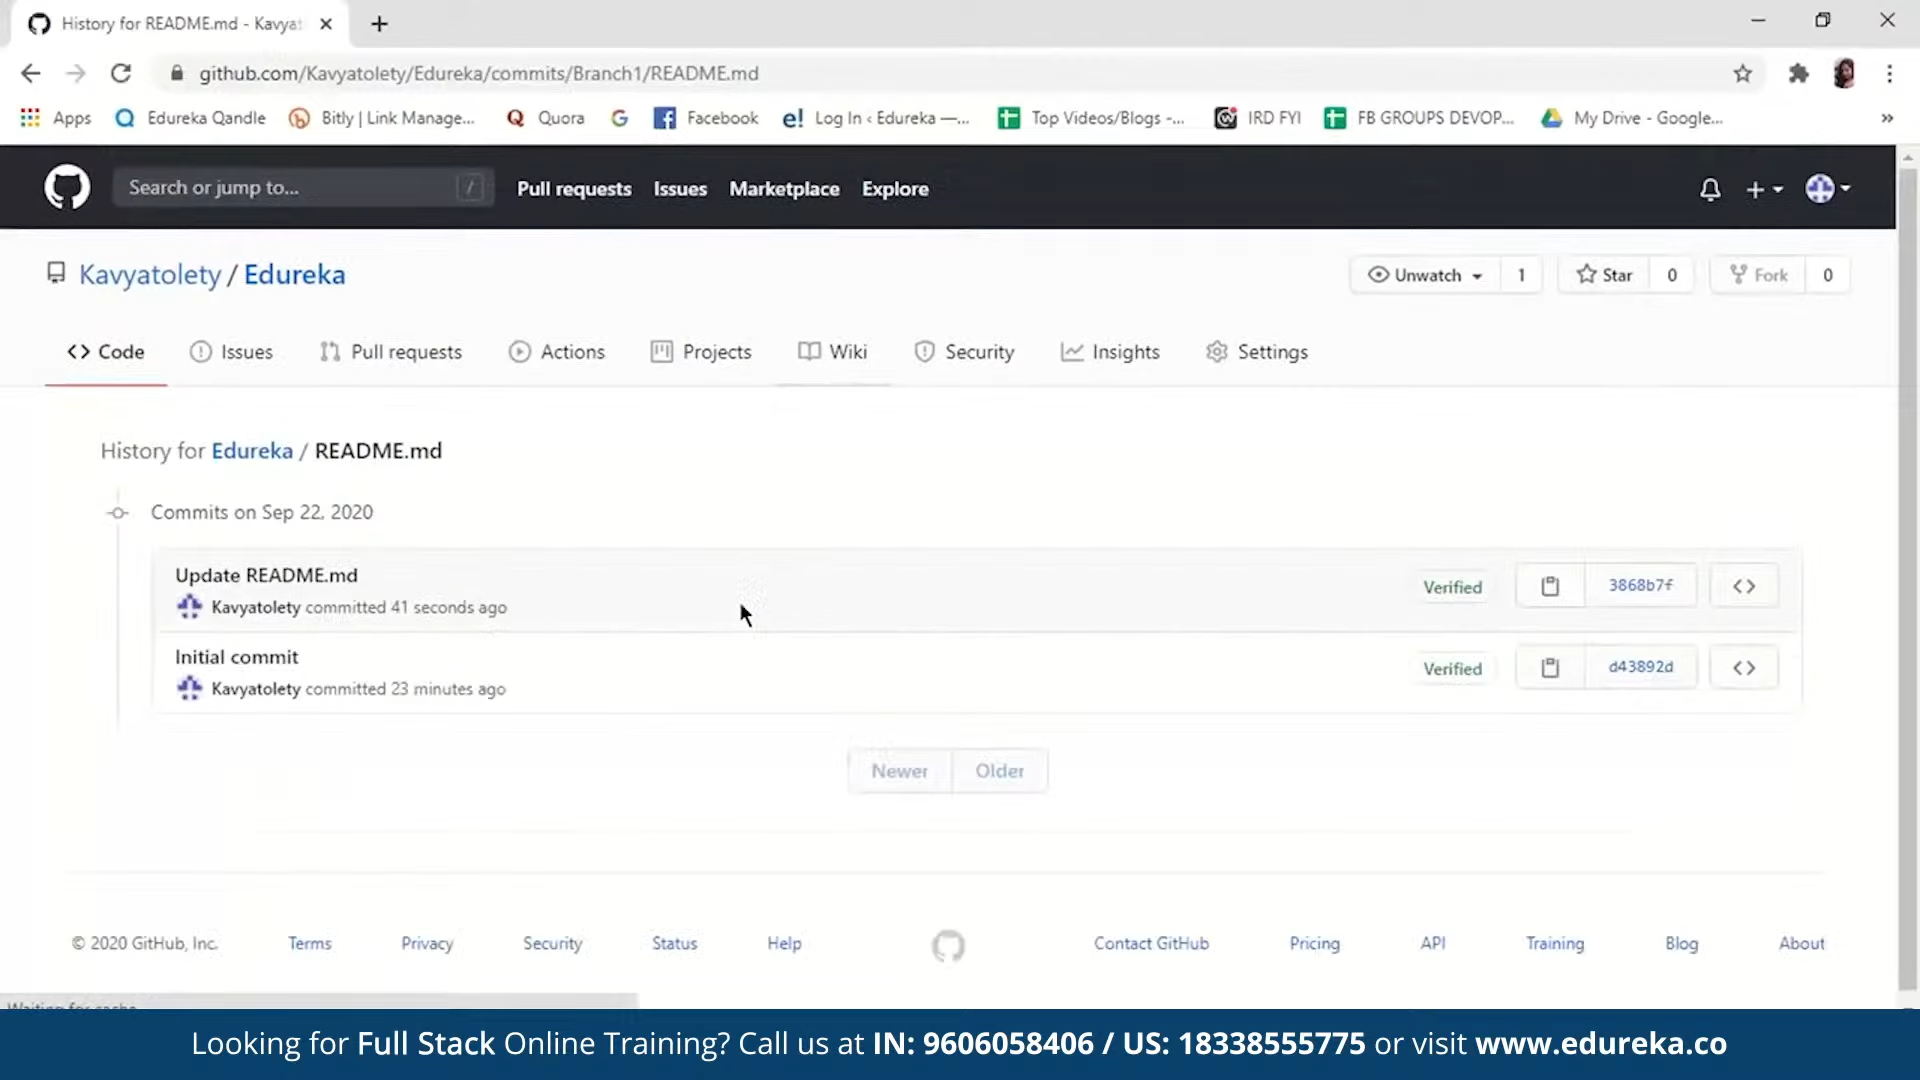 History for README.md - Kavyat
github.com/Kavyatolety/Edureka/commits/Branch1/README.md
Apps Edureka Qandle Bitly | Link Manage... Quora Facebook e! Log In ‹ Edureka —... Top Videos/Blogs -... IRD FYI FB GROUPS DEVOP... My Drive - Google... »
Search or jump to... / Pull requests Issues Marketplace Explore
Kavyatolety / Edureka Unwatch 1 Star 0 Fork 0
<> Code Issues Pull requests Actions Projects Wiki Security Insights Settings
History for Edureka / README.md
Commits on Sep 22, 2020
Update README.md
Kavyatolety committed 41 seconds ago Verified 3868b7f <>
Initial commit
Kavyatolety committed 23 minutes ago Verified d43892d <>
Newer Older
© 2020 GitHub, Inc. Terms Privacy Security Status Help Contact GitHub Pricing API Training Blog About
Waiting for cache...
Looking for Full Stack Online Training? Call us at IN: 9606058406 / US: 18338555775 or visit www.edureka.co